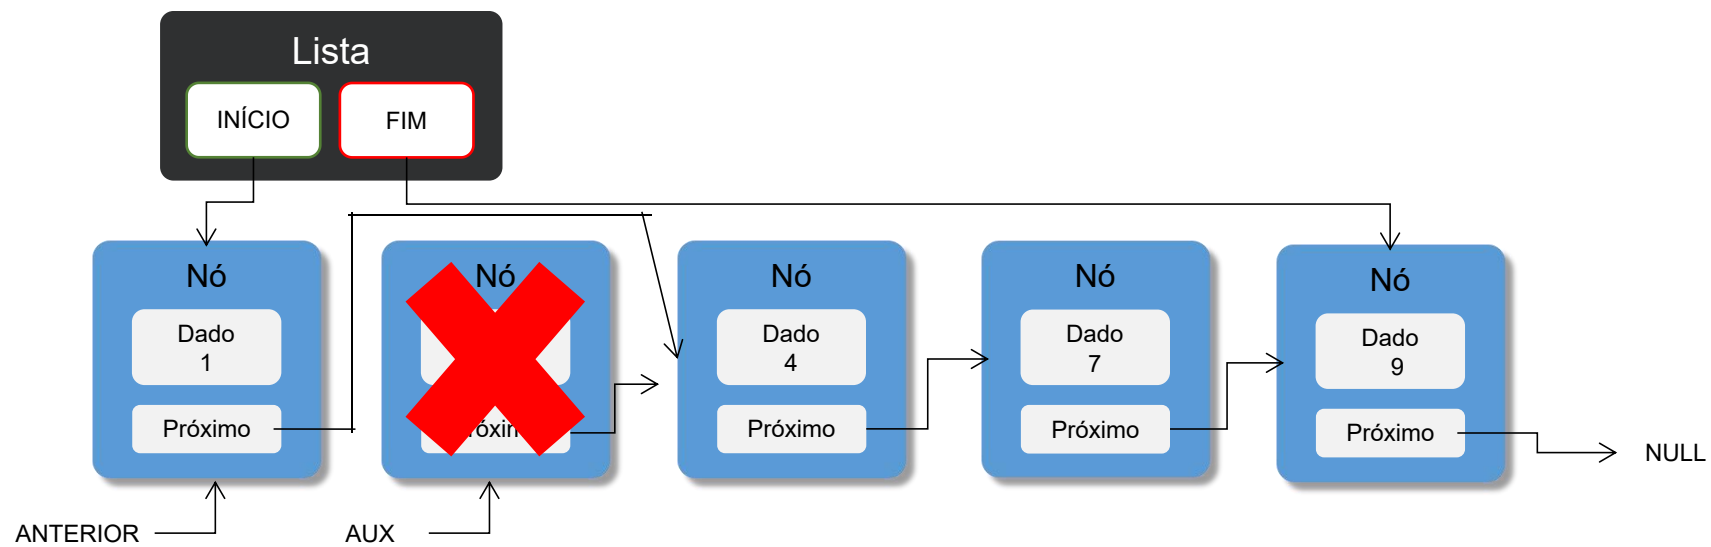 Lista
INÍCIO
FIM
Nó
Dado
1
Próximo
Nó
Nó
Dado
4
Próximo
Nó
Dado
7
Próximo
Nó
Dado
9
Próximo
NULL
ANTERIOR
AUX